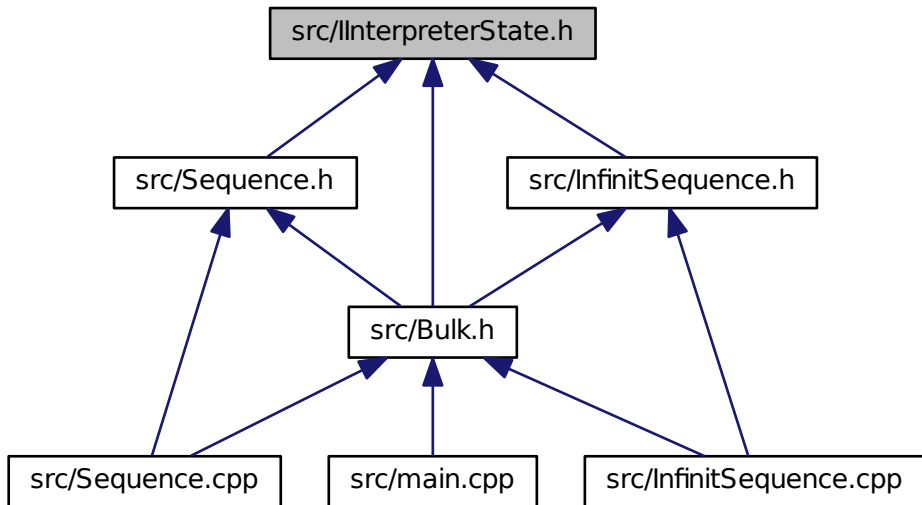 src/IInterpreterState.h
src/Sequence.h
src/InfinitSequence.h
src/Bulk.h
src/Sequence.cpp
src/main.cpp
src/InfinitSequence.cpp